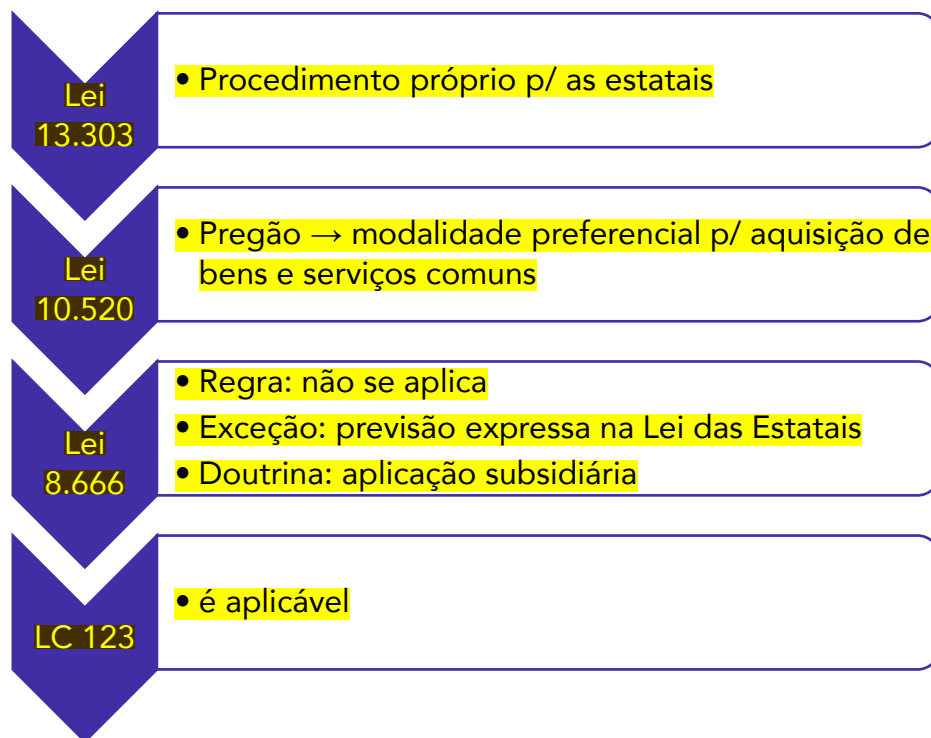 Lei
13.303
• Procedimento próprio p/ as estatais
Lei
10.520
• Pregão → modalidade preferencial p/ aquisição de
bens e serviços comuns
Lei
8.666
• Regra: não se aplica
• Exceção: previsão expressa na Lei das Estatais
• Doutrina: aplicação subsidiária
LC 123
• é aplicável